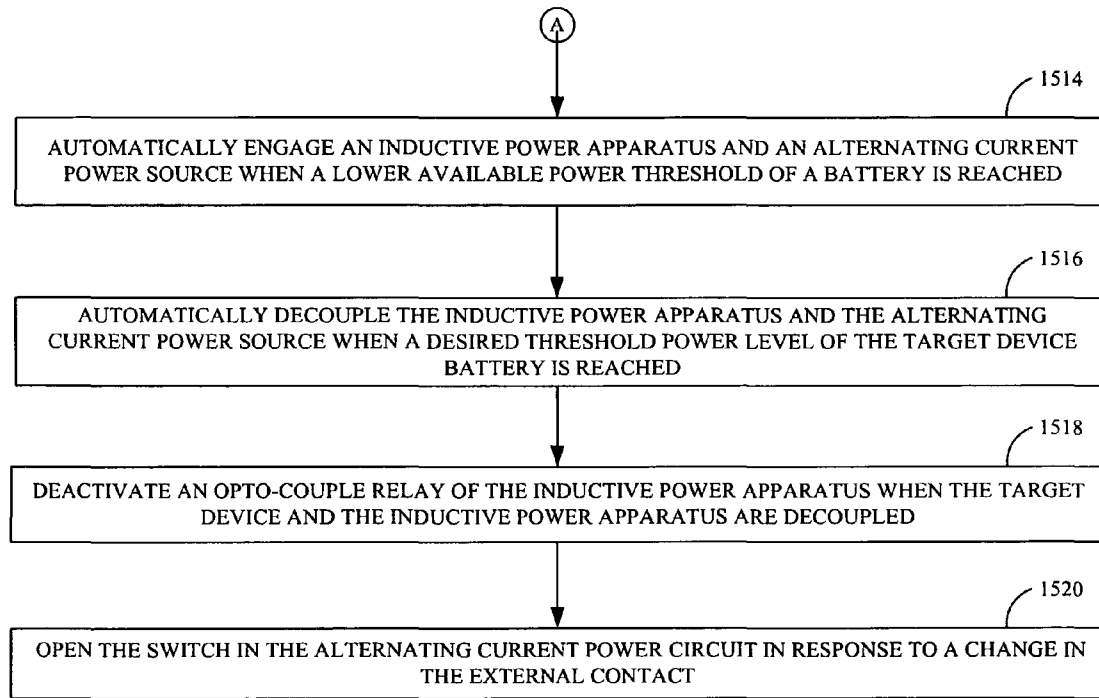 A
1514
AUTOMATICALLY ENGAGE AN INDUCTIVE POWER APPARATUS AND AN ALTERNATING CURRENT
POWER SOURCE WHEN A LOWER AVAILABLE POWER THRESHOLD OF A BATTERY IS REACHED
1516
AUTOMATICALLY DECOUPLE THE INDUCTIVE POWER APPARATUS AND THE ALTERNATING
CURRENT POWER SOURCE WHEN A DESIRED THRESHOLD POWER LEVEL OF THE TARGET DEVICE
BATTERY IS REACHED
1518
DEACTIVATE AN OPTO-COUPLE RELAY OF THE INDUCTIVE POWER APPARATUS WHEN THE TARGET
DEVICE AND THE INDUCTIVE POWER APPARATUS ARE DECOUPLED
1520
OPEN THE SWITCH IN THE ALTERNATING CURRENT POWER CIRCUIT IN RESPONSE TO A CHANGE IN
THE EXTERNAL CONTACT